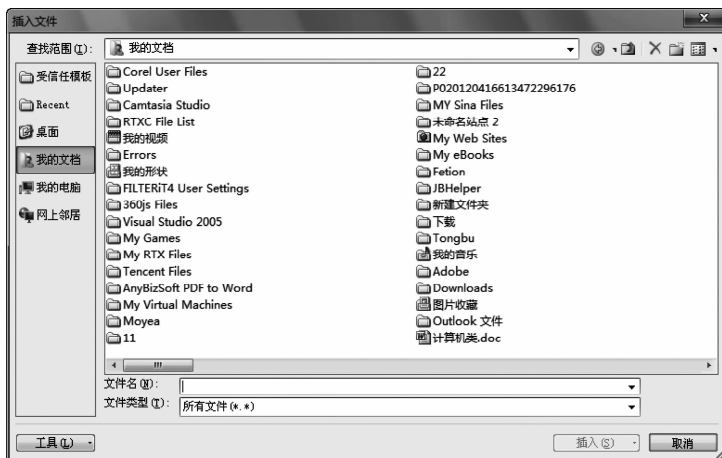 插入文件
X
查找范围(I): 我的文档
受信任模板
Recent
桌面
我的文档
我的电脑
网上邻居
Corel User Files
Updater
Camtasia Studio
RTXC File List
我的视频
Errors
我的形状
FILTERiT4 User Settings
360js Files
Visual Studio 2005
My Games
My RTX Files
Tencent Files
AnyBizSoft PDF to Word
My Virtual Machines
Moyea
11
22
P020120416613472296176
MY Sina Files
未命名站点 2
My Web Sites
My eBooks
Fetion
JBHelper
新建文件夹
下载
Tongbu
我的音乐
Adobe
Downloads
图片收藏
Outlook 文件
计算机类.doc
文件名(N):
文件类型(T): 所有文件(*.*)
工具(L) 插入(S) 取消